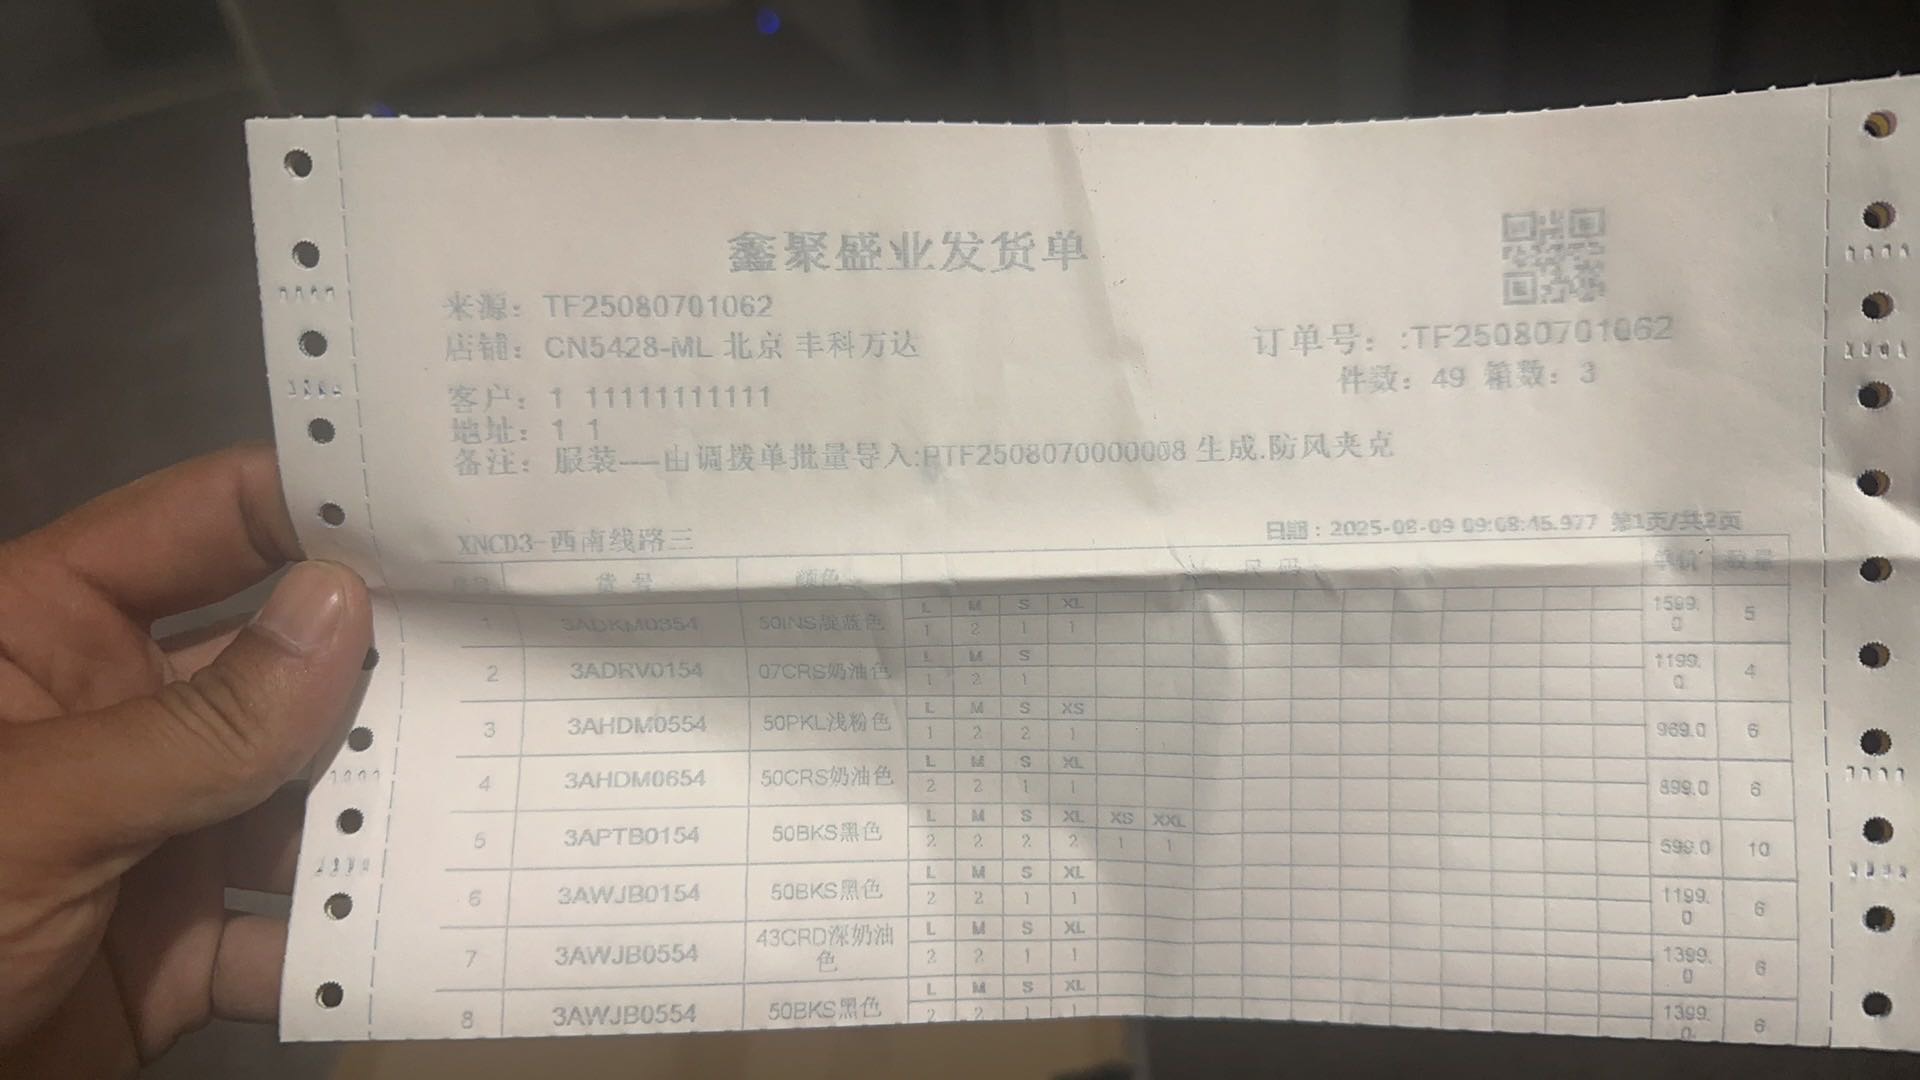 鑫聚盛业发货单
来源：TF25080701062
店铺：CN5428-ML 北京 丰科万达
订单号：:TF25080701062
件数：49 箱数：3
客户：1 11111111111
地址：1 1
备注：服装----由调拨单批量导入:PTF2508070000008 生成.防风夹克
XNCD3-西南线路三
日期：2025-08-09 09:08:45.977 第1页/共2页
序号 货号 颜色 尺码 单价 数量
L M S XL
1 3ADKM0354 50INS靛蓝色 1 2 1 1 1599.0 5
L M S
2 3ADRV0154 07CRS奶油色 1 2 1 1199.0 4
L M S XS
3 3AHDM0554 50PKL浅粉色 1 2 2 1 969.0 6
L M S XL
4 3AHDM0654 50CRS奶油色 2 2 1 1 899.0 6
L M S XL XS XXL
5 3APTB0154 50BKS黑色 2 2 2 2 1 1 599.0 10
L M S XL
6 3AWJB0154 50BKS黑色 2 2 1 1 1199.0 6
L M S XL
7 3AWJB0554 43CRD深奶油色 2 2 1 1 1399.0 6
L M S XL
8 3AWJB0554 50BKS黑色 2 2 1 1 1399.0 6